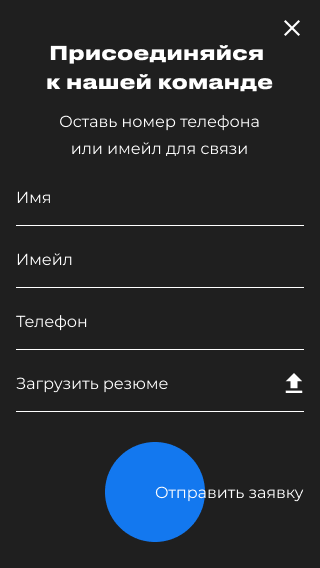 Присоединяйся
к нашей команде
Оставь номер телефона
или имейл для связи
Имя
Имейл
Телефон
Загрузить резюме
Отправить заявку